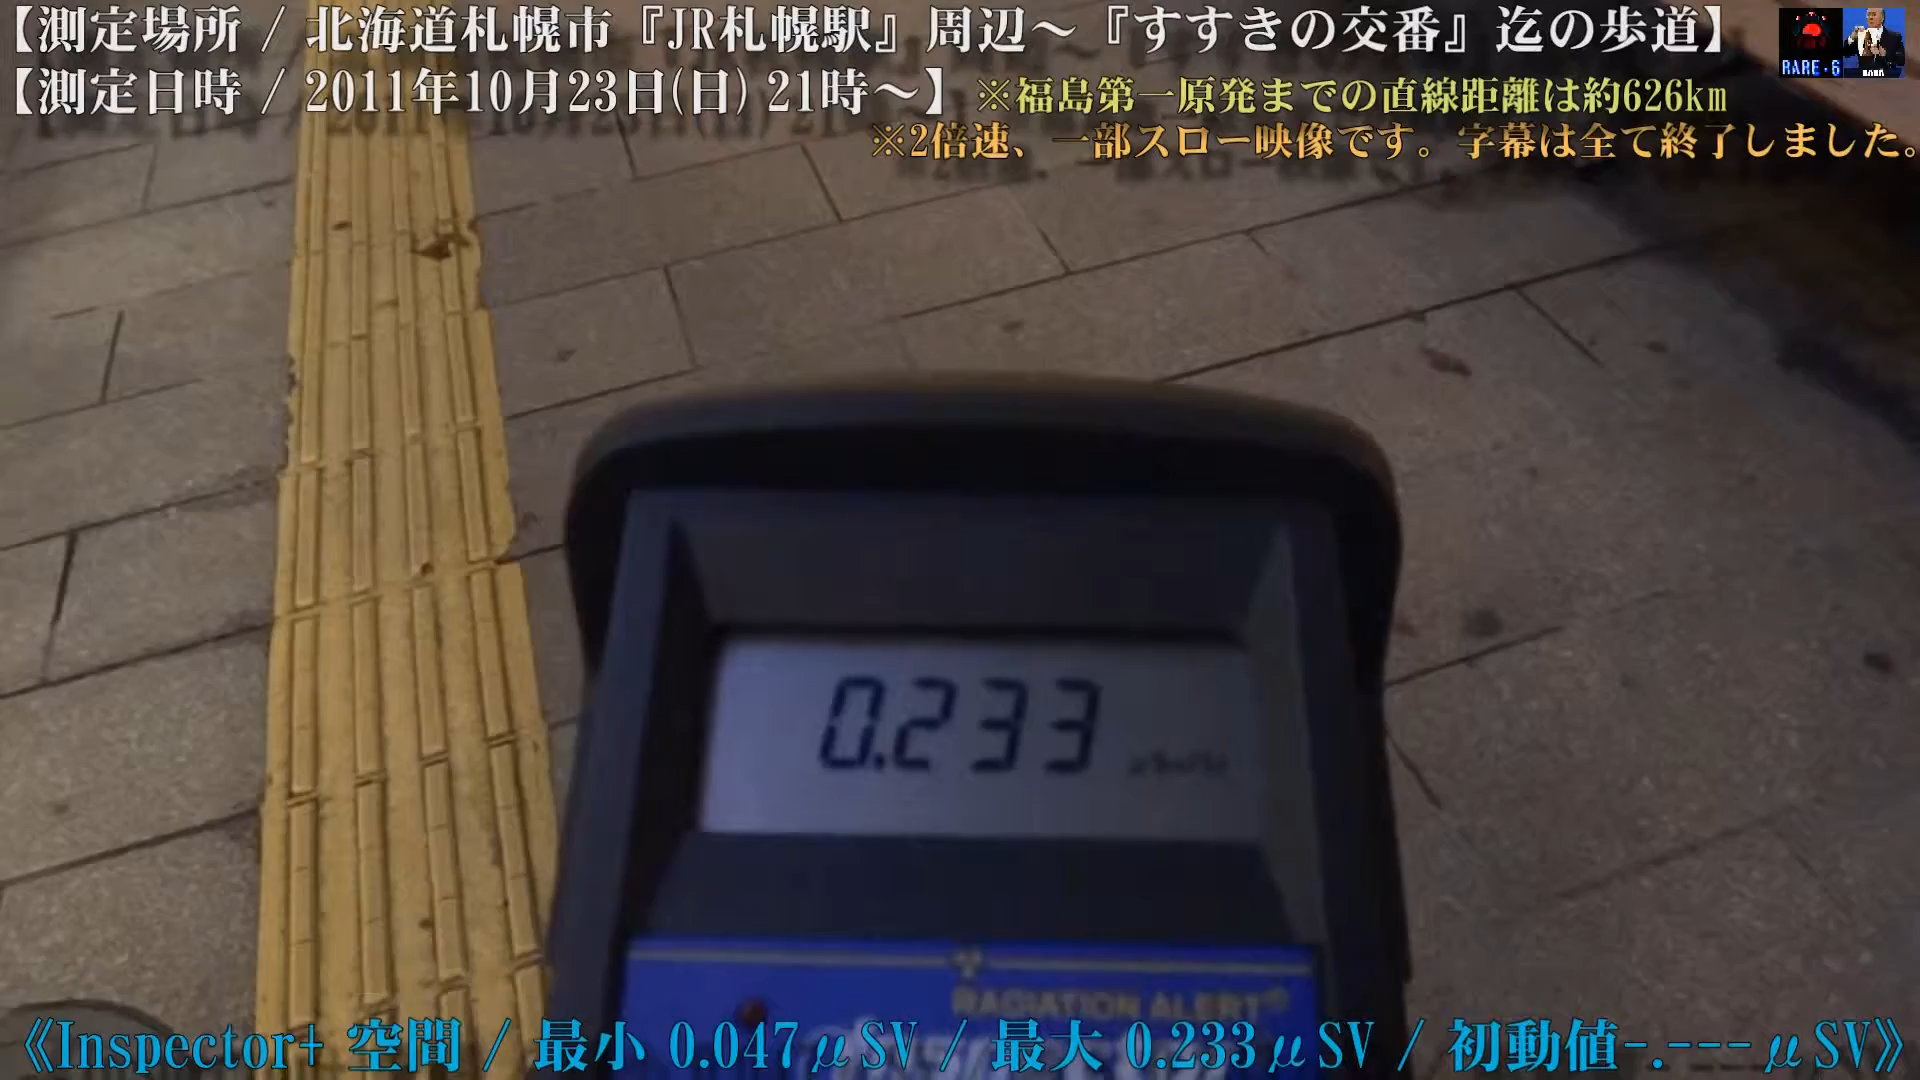 【測定場所 / 北海道札幌市『JR札幌駅』周辺～『すすきの交番』迄の歩道】
【測定日時 / 2011年10月23日(日) 21時～】※福島第一原発までの直線距離は約626km
※2倍速、一部スロー映像です。字幕は全て終了しました。
RARE・6
0.233
RADIATION ALERT®
《Inspector+ 空間 / 最小 0.047μSV / 最大 0.233μSV / 初動値-.---μSV》